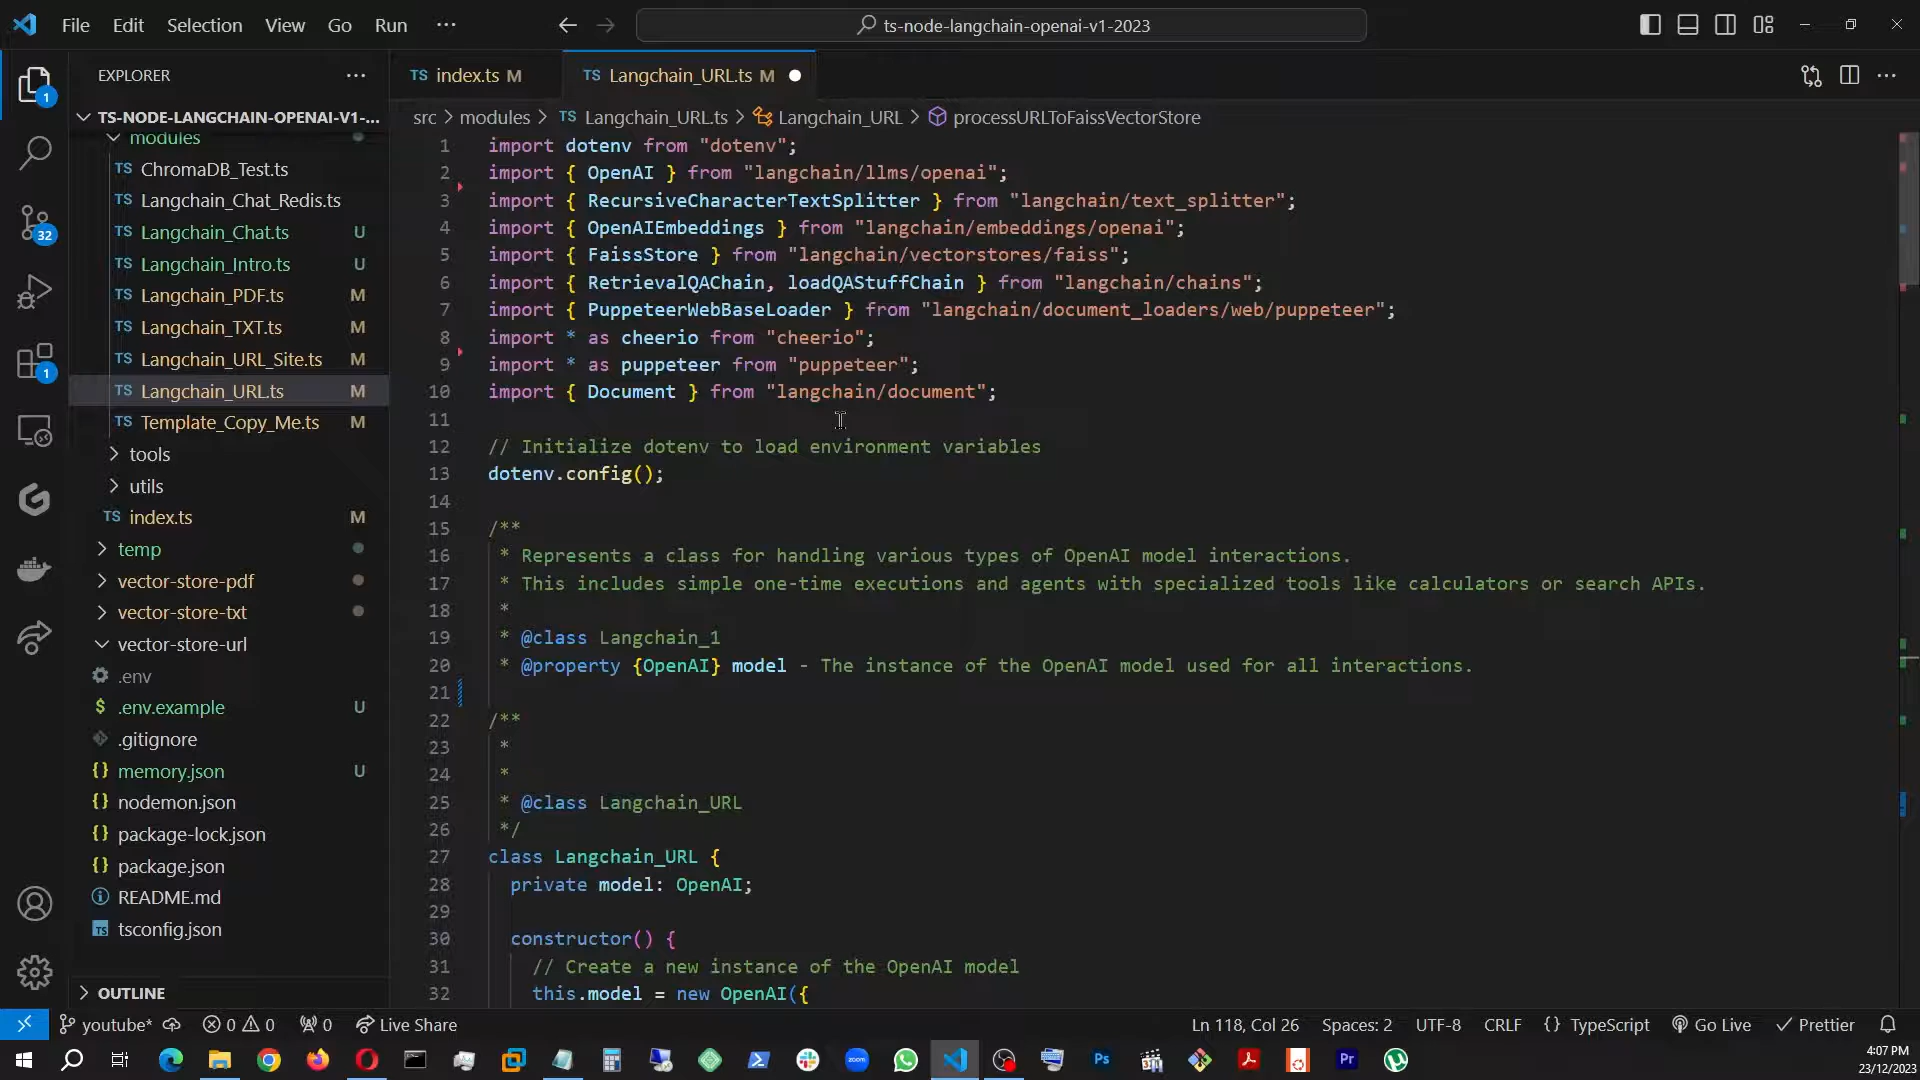 File Edit Selection View Go Run ···
ts-node-langchain-openai-v1-2023
EXPLORER
TS-NODE-LANGCHAIN-OPENAI-V1-...
modules
TS ChromaDB_Test.ts
TS Langchain_Chat_Redis.ts
TS Langchain_Chat.ts U
TS Langchain_Intro.ts U
TS Langchain_PDF.ts M
TS Langchain_TXT.ts M
TS Langchain_URL_Site.ts M
TS Langchain_URL.ts M
TS Template_Copy_Me.ts M
tools
utils
TS index.ts M
temp
vector-store-pdf
vector-store-txt
vector-store-url
.env
$ .env.example U
.gitignore
{} memory.json U
{} nodemon.json
{} package-lock.json
{} package.json
README.md
TS tsconfig.json
OUTLINE
1
32
1
TS index.ts M
TS Langchain_URL.ts M
src > modules > TS Langchain_URL.ts > Langchain_URL > processURLToFaissVectorStore
1 import dotenv from "dotenv";
2 import { OpenAI } from "langchain/llms/openai";
3 import { RecursiveCharacterTextSplitter } from "langchain/text_splitter";
4 import { OpenAIEmbeddings } from "langchain/embeddings/openai";
5 import { FaissStore } from "langchain/vectorstores/faiss";
6 import { RetrievalQAChain, loadQAStuffChain } from "langchain/chains";
7 import { PuppeteerWebBaseLoader } from "langchain/document_loaders/web/puppeteer";
8 import * as cheerio from "cheerio";
9 import * as puppeteer from "puppeteer";
10 import { Document } from "langchain/document";
11
12 // Initialize dotenv to load environment variables
13 dotenv.config();
14
15 /**
16 * Represents a class for handling various types of OpenAI model interactions.
17 * This includes simple one-time executions and agents with specialized tools like calculators or search APIs.
18 *
19 * @class Langchain_1
20 * @property {OpenAI} model - The instance of the OpenAI model used for all interactions.
21
22 /**
23 *
24 *
25 * @class Langchain_URL
26 */
27 class Langchain_URL {
28 private model: OpenAI;
29
30 constructor() {
31 // Create a new instance of the OpenAI model
32 this.model = new OpenAI({
youtube* 0 0 0 Live Share
Ln 118, Col 26 Spaces: 2 UTF-8 CRLF {} TypeScript Go Live Prettier
zoom Ps Pr
4:07 PM
23/12/2023